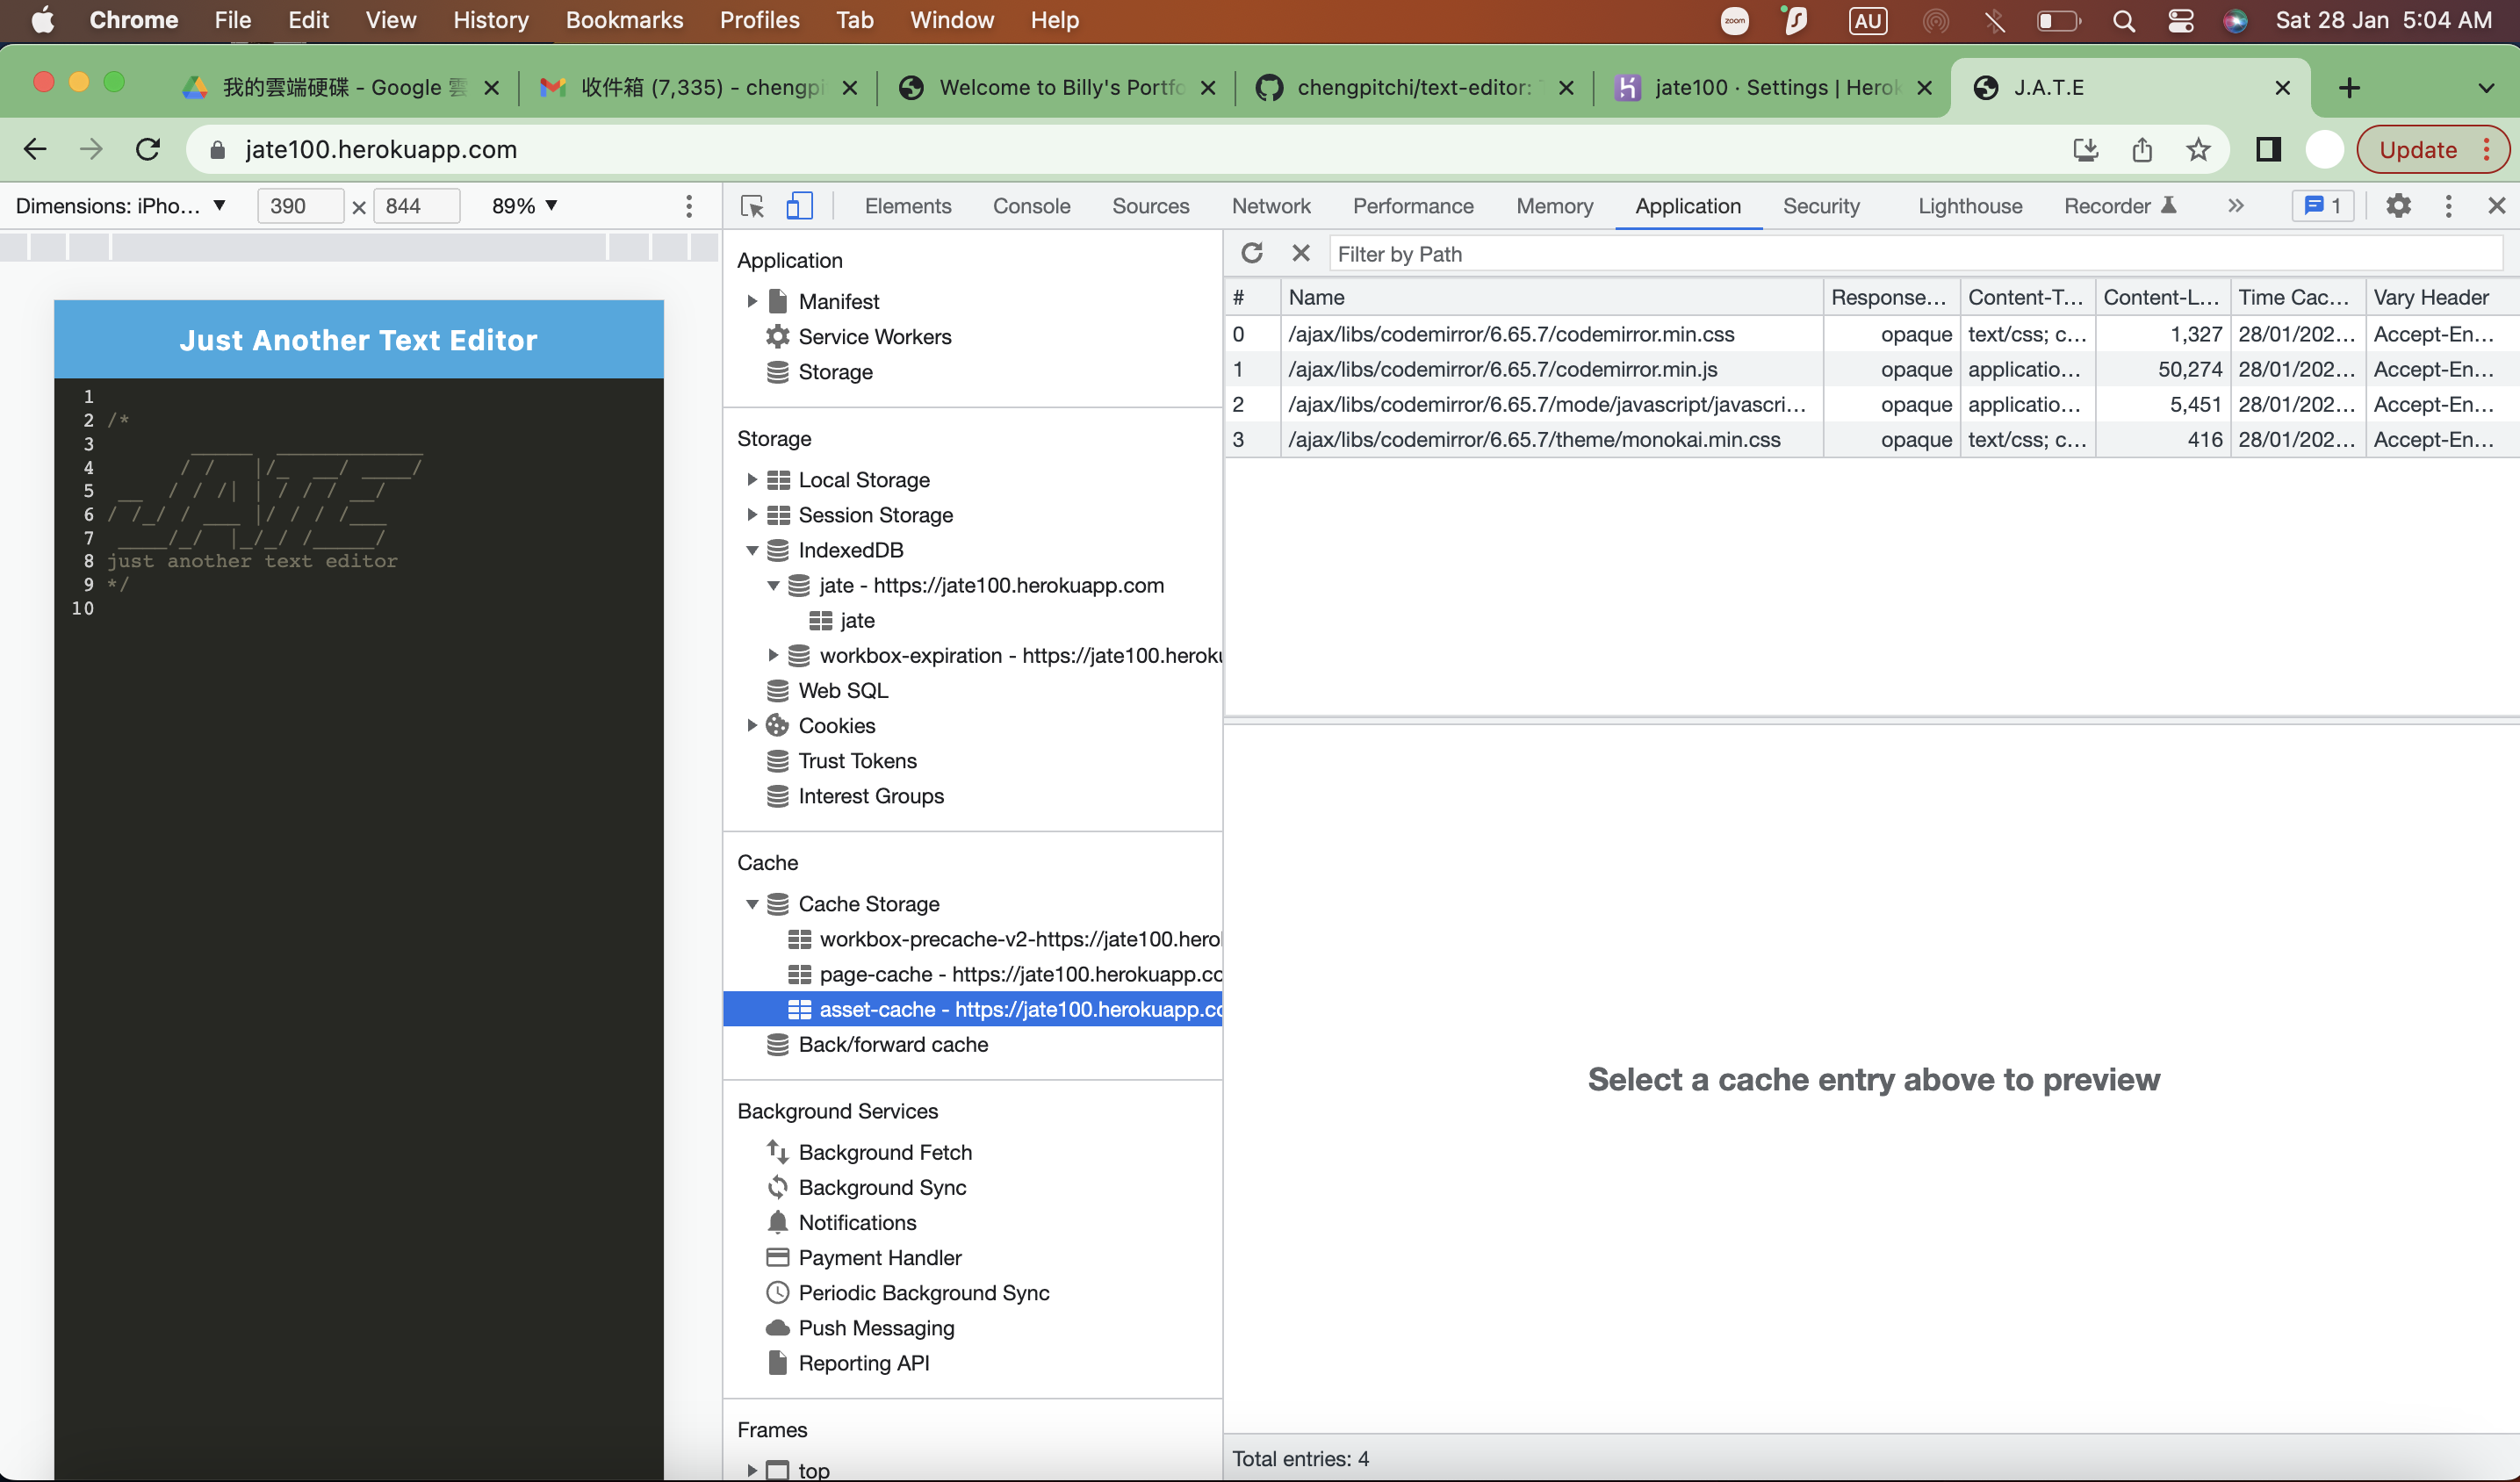 Chrome File Edit View History Bookmarks Profiles Tab Window Help zoom AU Sat 28 Jan 5:04 AM
我的雲端硬碟 - Google 雲 收件箱 (7,335) - chengpi Welcome to Billy's Portfo chengpitchi/text-editor: jate100 · Settings | Herok J.A.T.E
jate100.herokuapp.com Update
Dimensions: iPho... 390 × 844 89%
Elements Console Sources Network Performance Memory Application Security Lighthouse Recorder 1
Just Another Text Editor
1
2 /*
3
4
5
6
7
8 just another text editor
9 */
10
Application
Manifest
Service Workers
Storage
Storage
Local Storage
Session Storage
IndexedDB
jate - https://jate100.herokuapp.com
jate
workbox-expiration - https://jate100.heroku
Web SQL
Cookies
Trust Tokens
Interest Groups
Cache
Cache Storage
workbox-precache-v2-https://jate100.hero
page-cache - https://jate100.herokuapp.co
asset-cache - https://jate100.herokuapp.co
Back/forward cache
Background Services
Background Fetch
Background Sync
Notifications
Payment Handler
Periodic Background Sync
Push Messaging
Reporting API
Frames
top
Filter by Path
# Name Response... Content-T... Content-L... Time Cac... Vary Header
0 /ajax/libs/codemirror/6.65.7/codemirror.min.css opaque text/css; c... 1,327 28/01/202... Accept-En...
1 /ajax/libs/codemirror/6.65.7/codemirror.min.js opaque applicatio... 50,274 28/01/202... Accept-En...
2 /ajax/libs/codemirror/6.65.7/mode/javascript/javascri... opaque applicatio... 5,451 28/01/202... Accept-En...
3 /ajax/libs/codemirror/6.65.7/theme/monokai.min.css opaque text/css; c... 416 28/01/202... Accept-En...
Select a cache entry above to preview
Total entries: 4